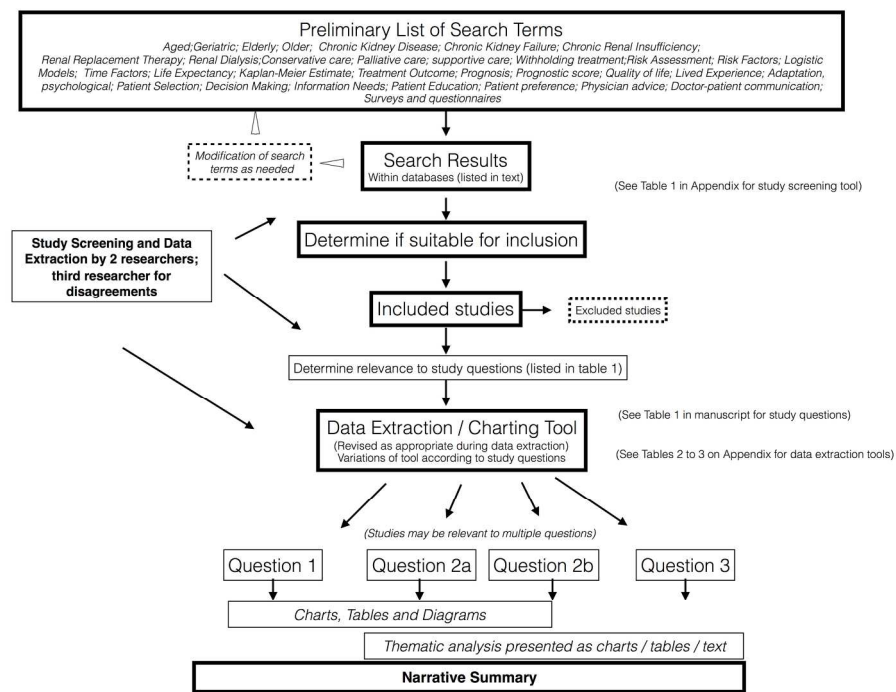 Preliminary List of Search Terms
Aged;Geriatric; Elderly; Older;  Chronic Kidney Disease; Chronic Kidney Failure; Chronic Renal Insufficiency;
Renal Replacement Therapy; Renal Dialysis;Conservative care; Palliative care; supportive care; Withholding treatment;Risk Assessment; Risk Factors; Logistic
Models;  Time Factors; Life Expectancy; Kaplan-Meier Estimate; Treatment Outcome; Prognosis; Prognostic score; Quality of life; Lived Experience; Adaptation,
psychological; Patient Selection; Decision Making; Information Needs; Patient Education; Patient preference; Physician advice; Doctor-patient communication;
Surveys and questionnaires
Modification of search
terms as needed
Search Results
Within databases (listed in text)
(See Table 1 in Appendix for study screening tool)
Study Screening and Data
Extraction by 2 researchers;
third researcher for
disagreements
Determine if suitable for inclusion
Included studies
Excluded studies
Determine relevance to study questions (listed in table 1)
Data Extraction / Charting Tool
(Revised as appropriate during data extraction)
Variations of tool according to study questions
(See Table 1 in manuscript for study questions)
(See Tables 2 to 3 on Appendix for data extraction tools)
(Studies may be relevant to multiple questions)
Question 1
Question 2a
Question 2b
Question 3
Charts, Tables and Diagrams
Thematic analysis presented as charts / tables / text
Narrative Summary